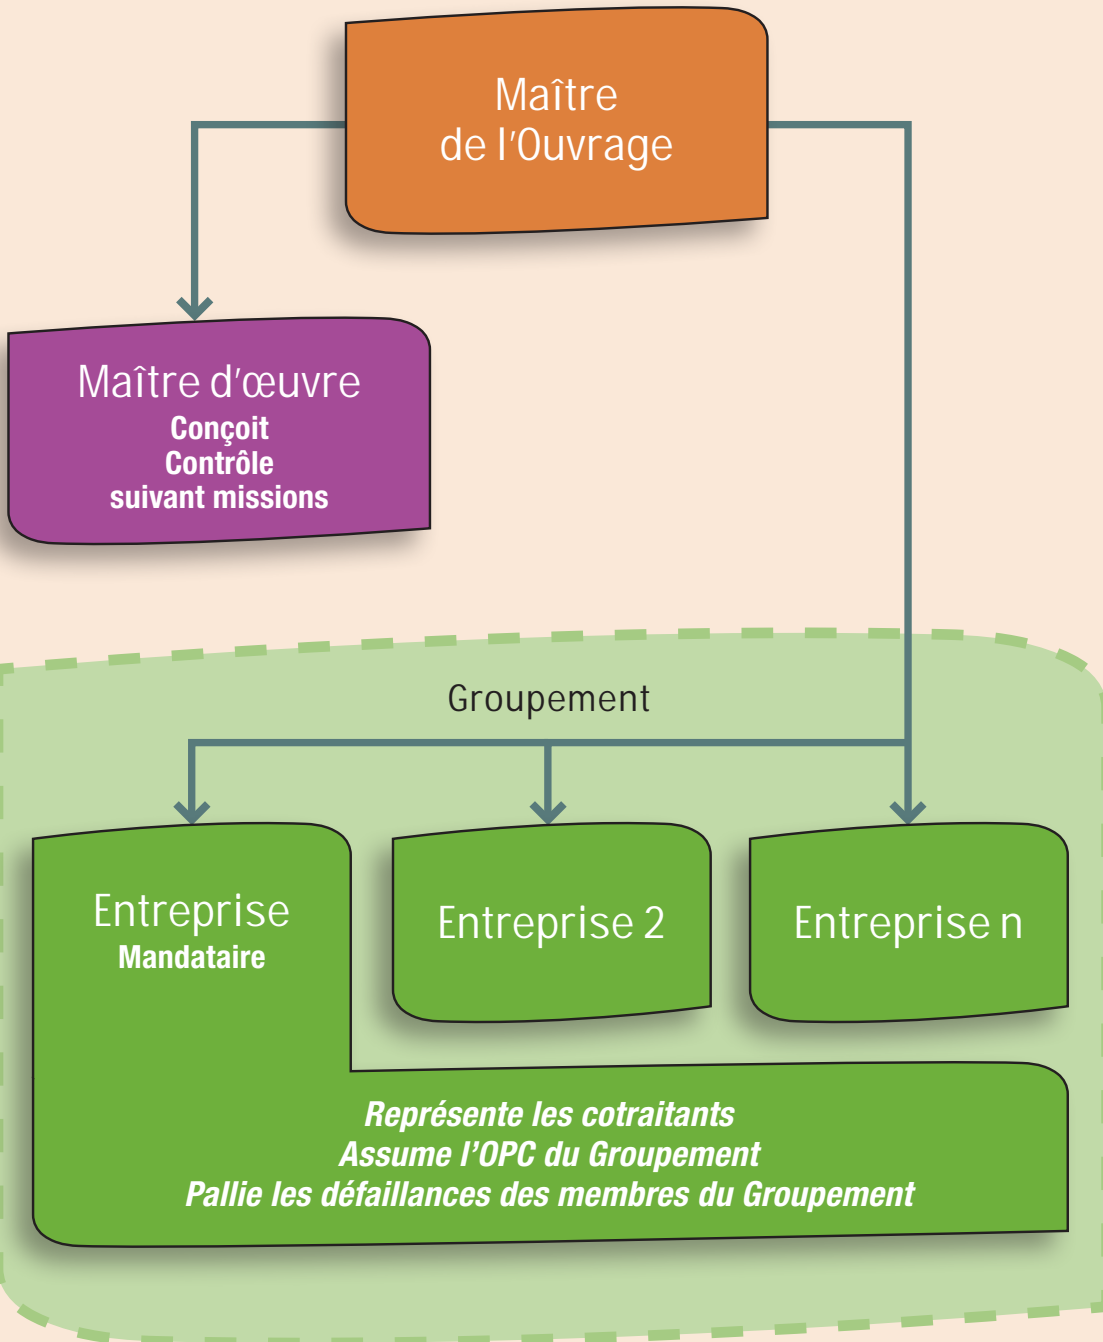 Maître
de l'Ouvrage
Maître d'œuvre
Conçoit
Contrôle
suivant missions
Groupement
Entreprise
Mandataire
Entreprise 2
Entreprise n
Représente les cotraitants
Assume l'OPC du Groupement
Pallie les défaillances des membres du Groupement